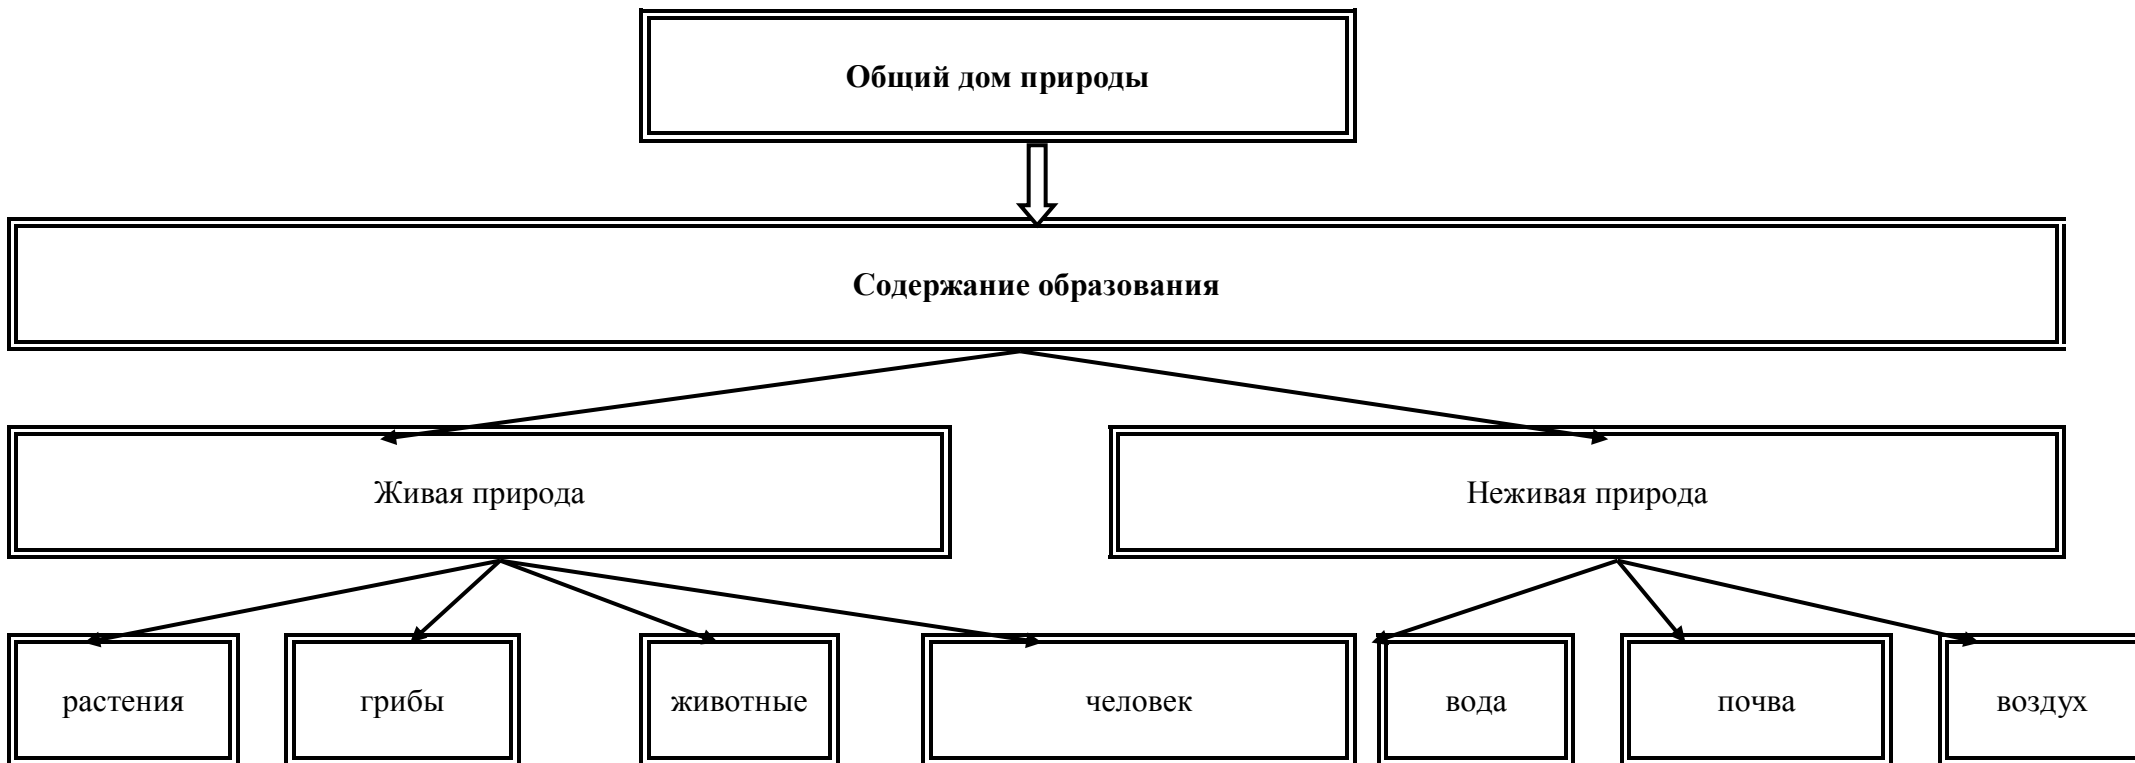 Общий дом природы
Содержание образования
Живая природа
Неживая природа
растения
грибы
животные
человек
вода
почва
воздух